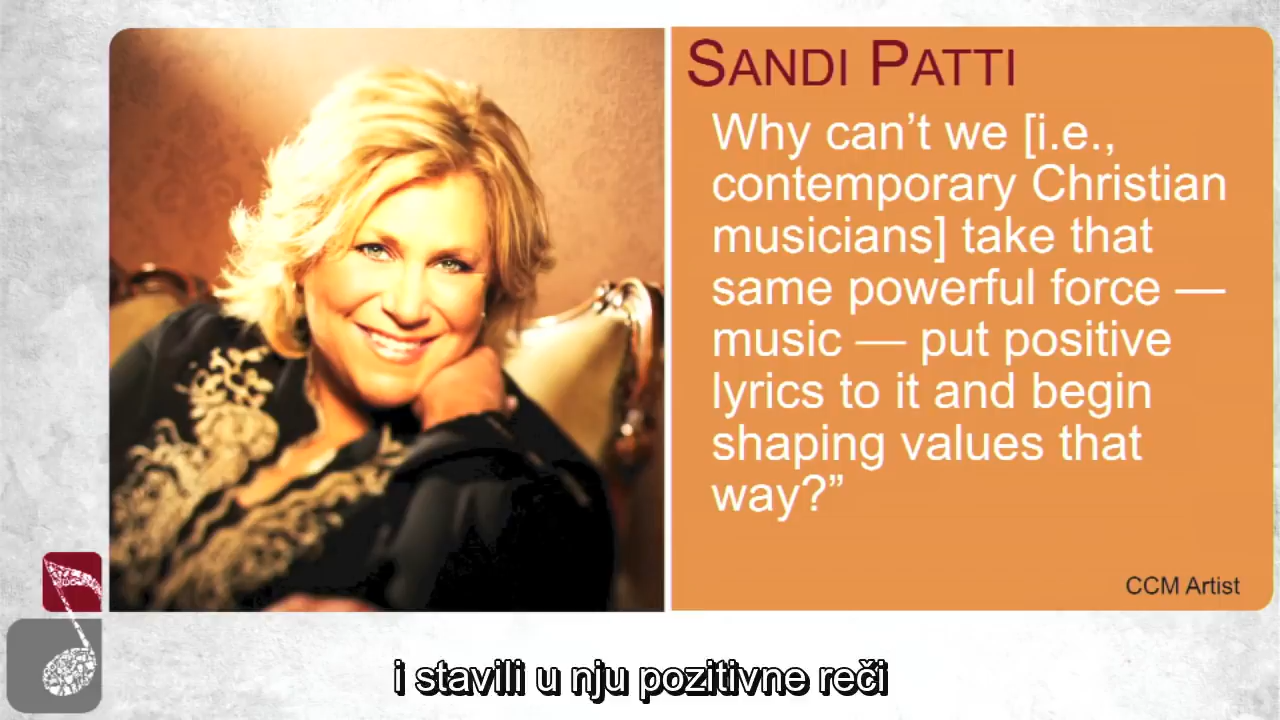 SANDI PATTI
Why can’t we [i.e.,
contemporary Christian
musicians] take that
same powerful force —
music — put positive
lyrics to it and begin
shaping values that
way?”
CCM Artist
i stavili u nju pozitivne reči